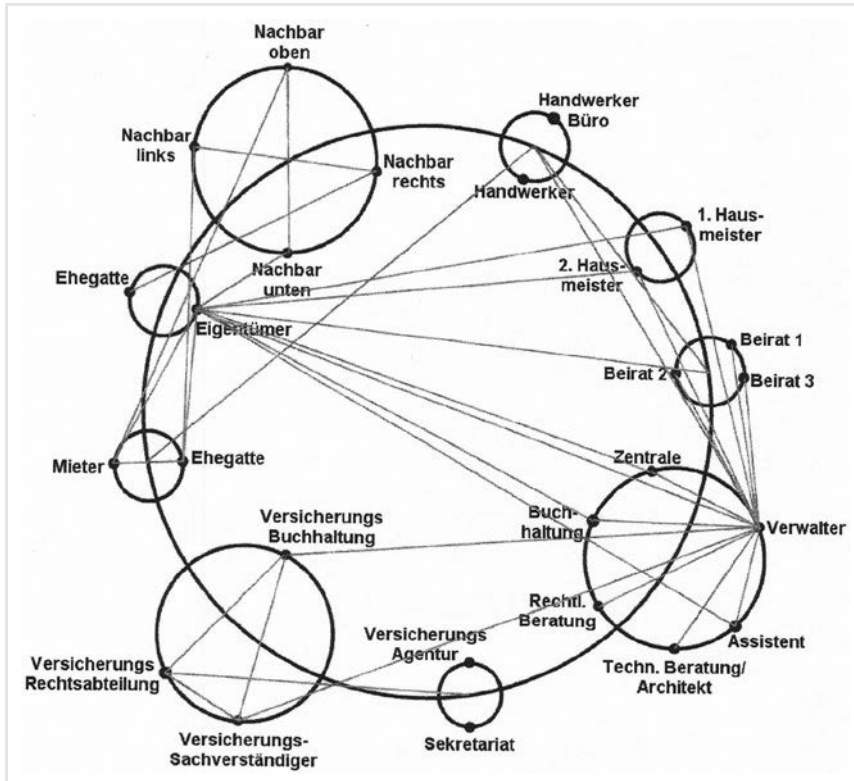 Nachbar
oben
Handwerker
Büro
Nachbar
links
Nachbar
rechts
Handwerker
1. Haus-
meister
2. Haus-
meister
Ehegatte
Nachbar
unten
Eigentümer
Beirat 1
Beirat 2
Beirat 3
Mieter
Ehegatte
Zentrale
Versicherungs
Buchhaltung
Buch-
haltung
Verwalter
Rechtl.
Beratung
Versicherungs
Agentur
Assistent
Versicherungs
Rechtsabteilung
Techn. Beratung/
Architekt
Versicherungs-
Sachverständiger
Sekretariat